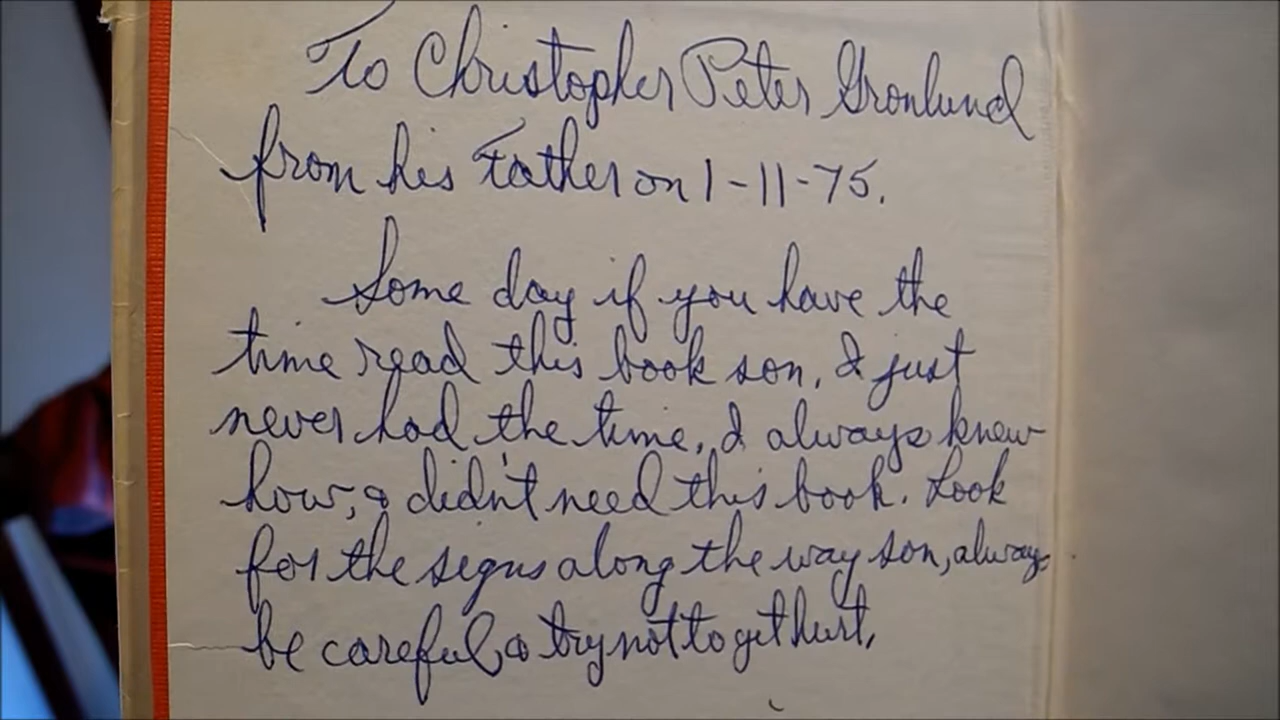 To Christopher Peter Gronlund
from his Father on 1-11-75.
Some day if you have the
time read this book son, I just
never had the time, I always knew
how, & didn't need this book. Look
for the signs along the way son, always
be careful & try not to get hurt,